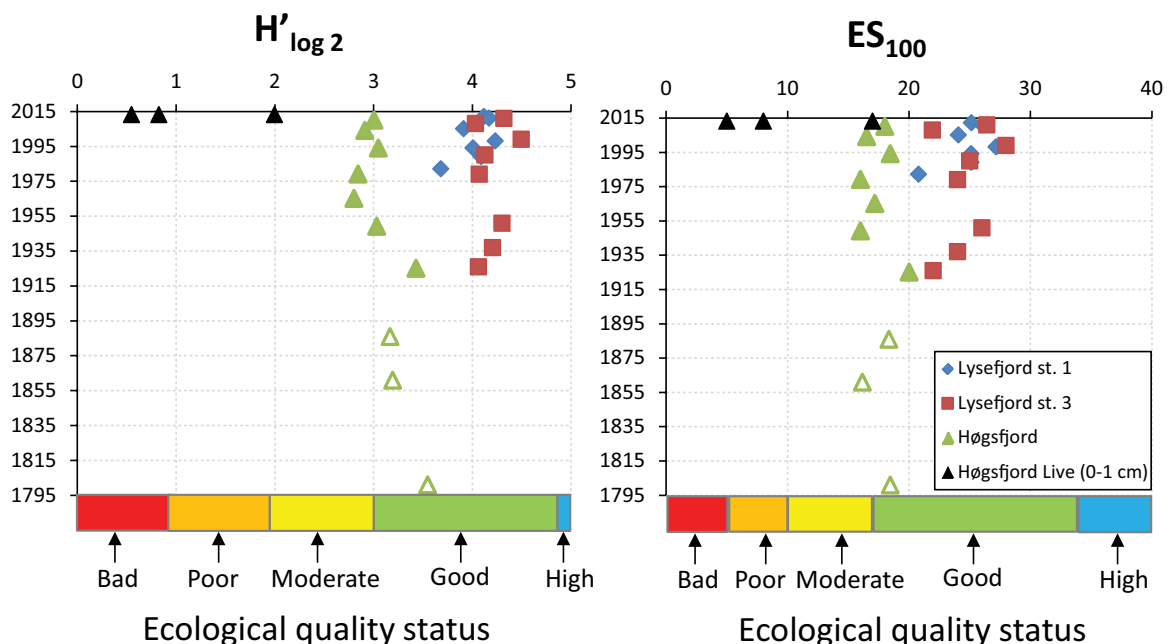 H'log 2
0 1 2 3 4 5
2015
1995
1975
1955
1935
1915
1895
1875
1855
1835
1815
1795
Bad Poor Moderate Good High
Ecological quality status
ES100
0 10 20 30 40
2015
1995
1975
1955
1935
1915
1895
1875
1855
1835
1815
1795
Lysefjord st. 1
Lysefjord st. 3
Høgsfjord
Høgsfjord Live (0-1 cm)
Bad Poor Moderate Good High
Ecological quality status